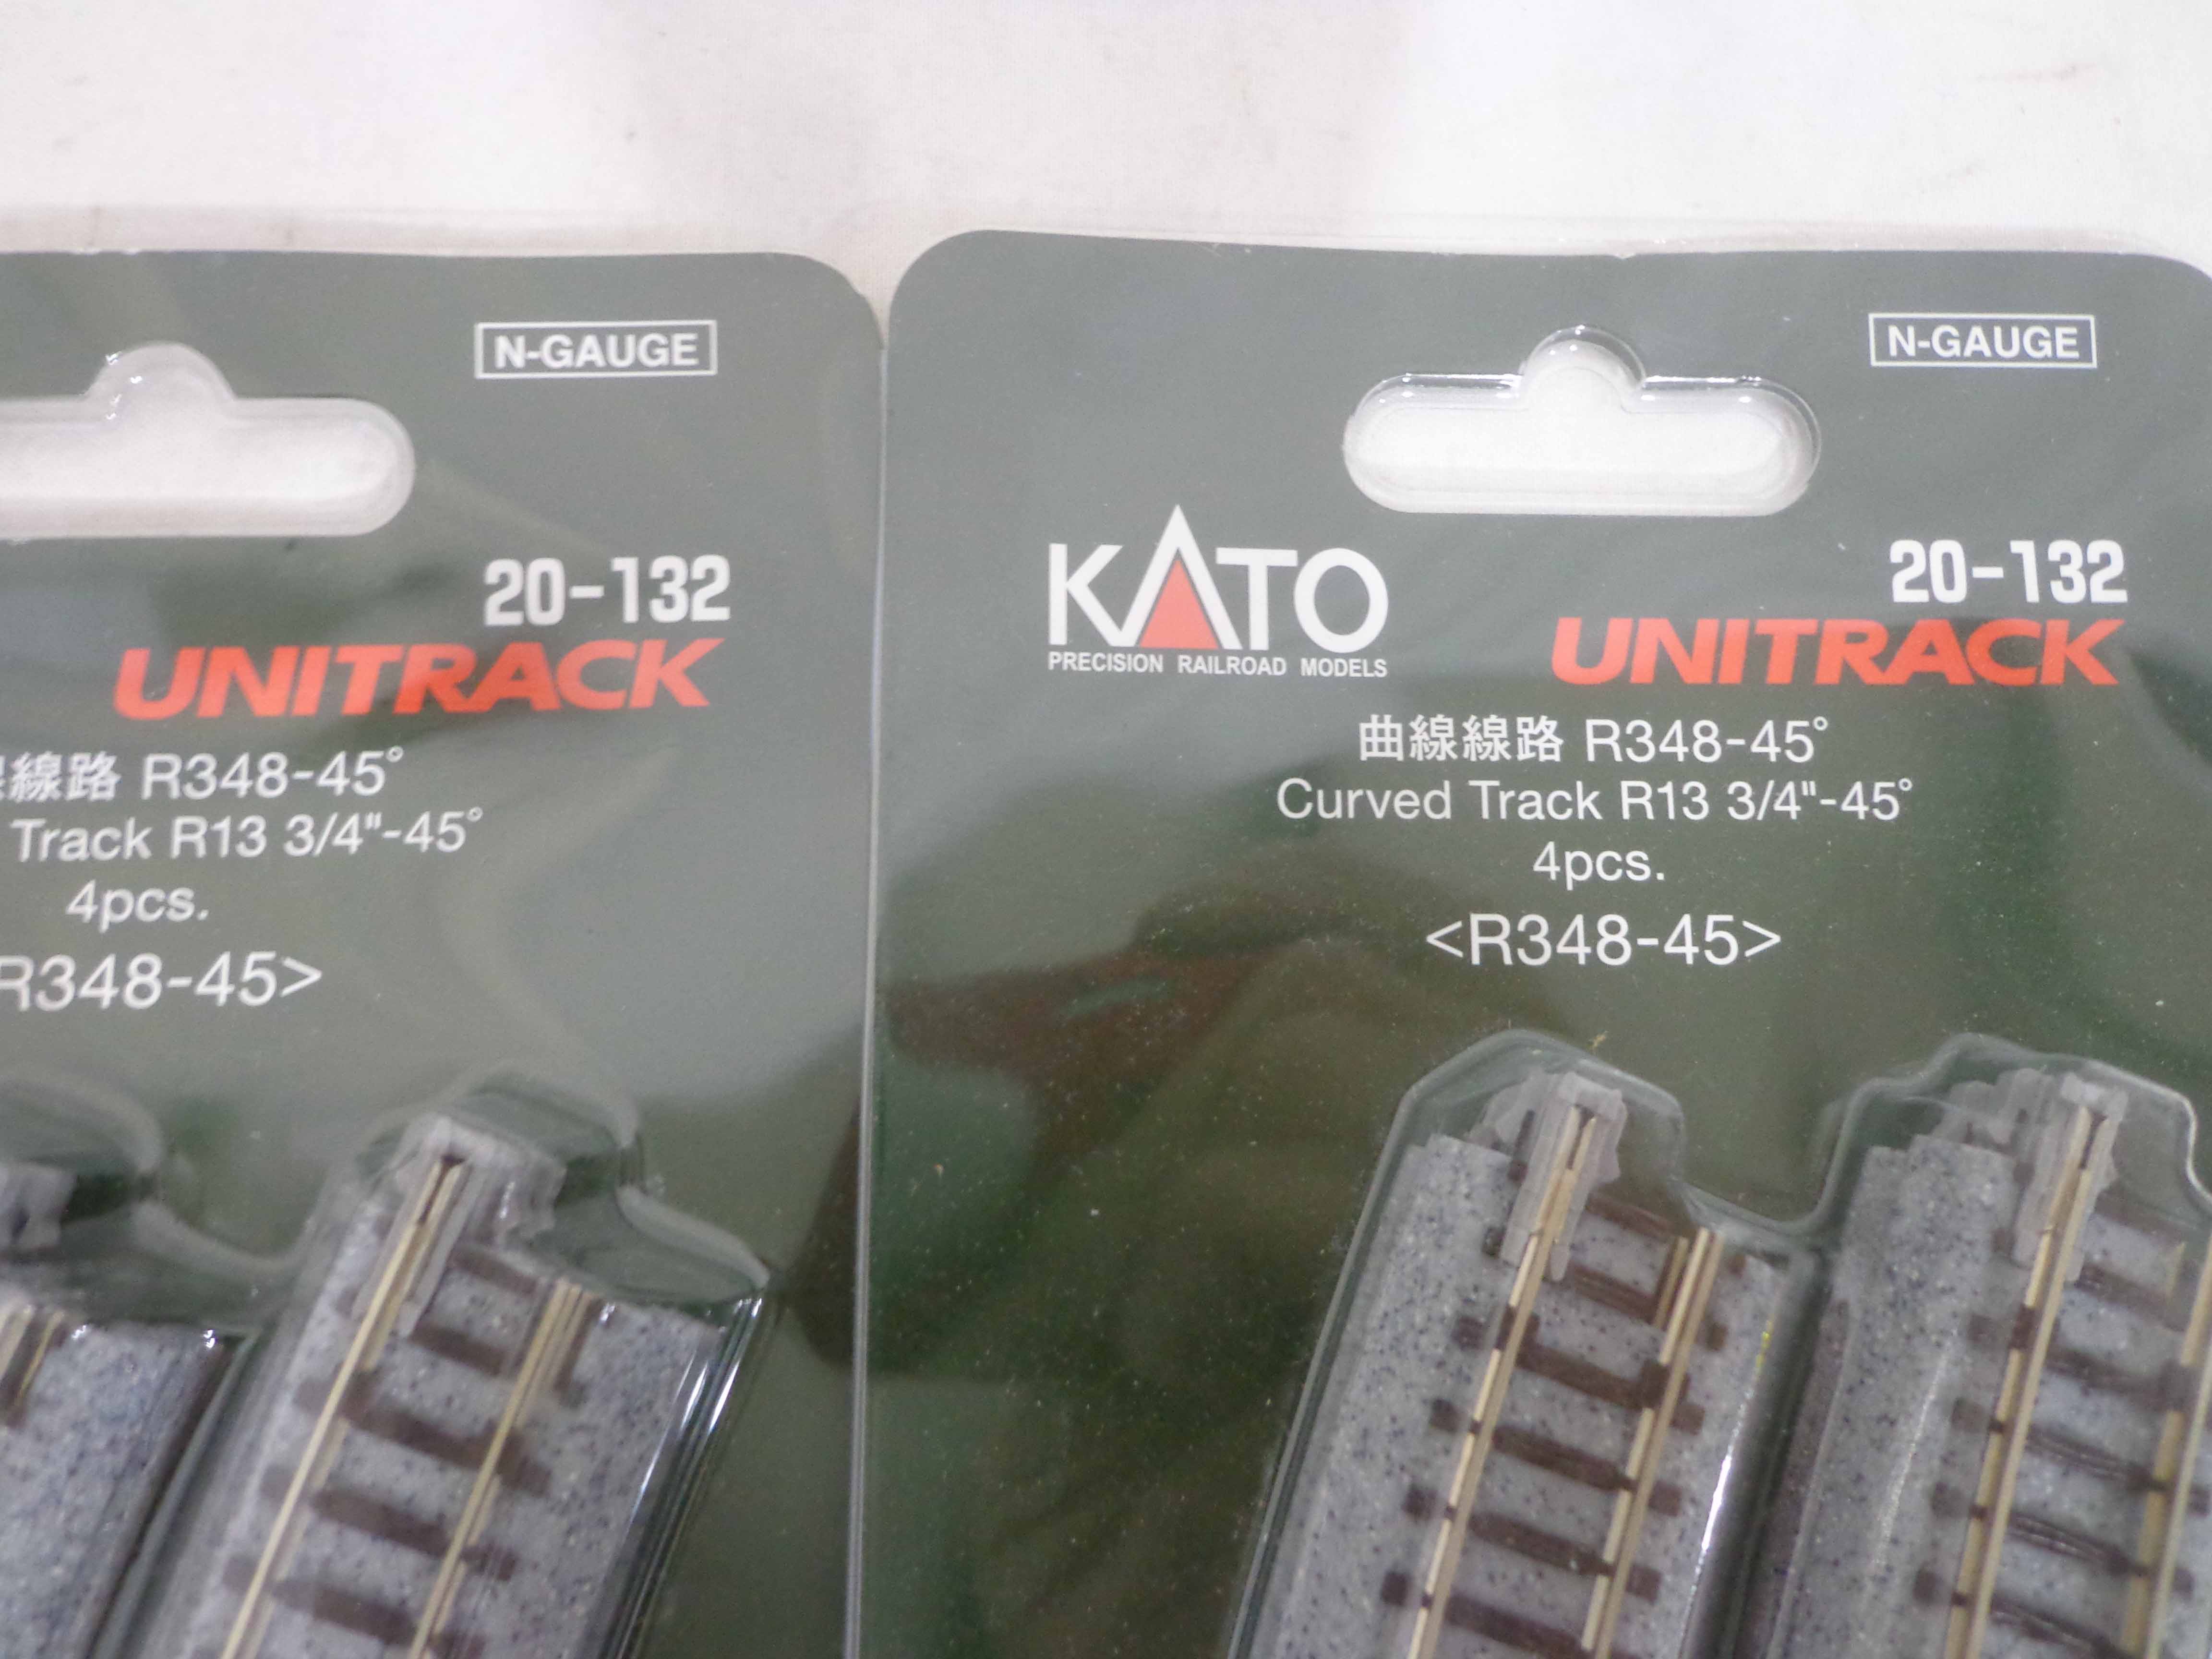 N-GAUGE
20-132
UNITRACK
線路 R348-45°
Track R13 3/4"-45°
4pcs.
R348-45>
N-GAUGE
KATO
PRECISION RAILROAD MODELS
20-132
UNITRACK
曲線線路 R348-45°
Curved Track R13 3/4"-45°
4pcs.
<R348-45>